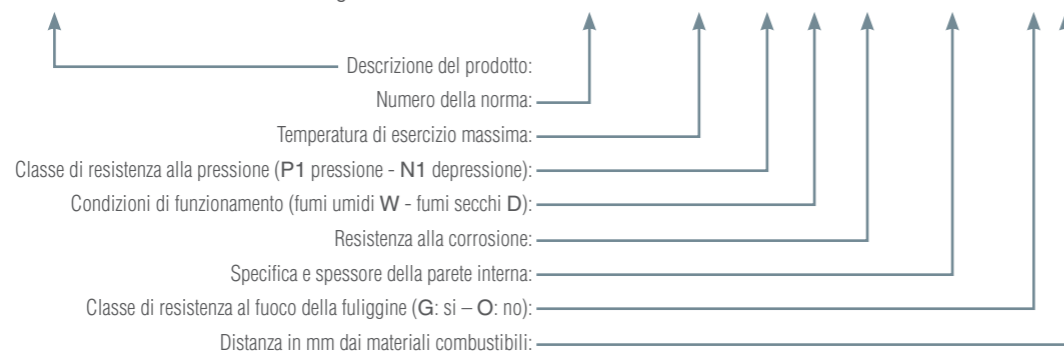 Descrizione del prodotto:
Numero della norma:
Temperatura di esercizio massima:
Classe di resistenza alla pressione (P1 pressione - N1 depressione):
Condizioni di funzionamento (fumi umidi W - fumi secchi D):
Resistenza alla corrosione:
Specifica e spessore della parete interna:
Classe di resistenza al fuoco della fuliggine (G: si – O: no):
Distanza in mm dai materiali combustibili: